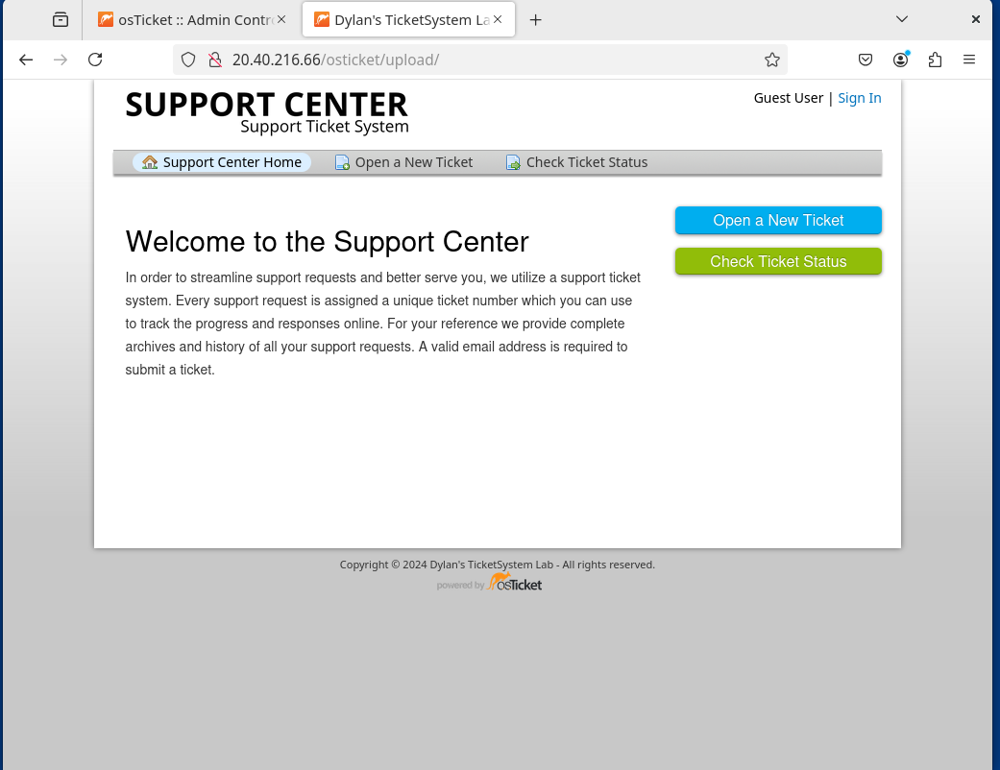 osTicket :: Admin Contr
Dylan's TicketSystem La
20.40.216.66/osticket/upload/
SUPPORT CENTER
Support Ticket System
Guest User | Sign In
Support Center Home
Open a New Ticket
Check Ticket Status
Welcome to the Support Center
In order to streamline support requests and better serve you, we utilize a support ticket
system. Every support request is assigned a unique ticket number which you can use
to track the progress and responses online. For your reference we provide complete
archives and history of all your support requests. A valid email address is required to
submit a ticket.
Open a New Ticket
Check Ticket Status
Copyright © 2024 Dylan's TicketSystem Lab - All rights reserved.
powered by osTicket